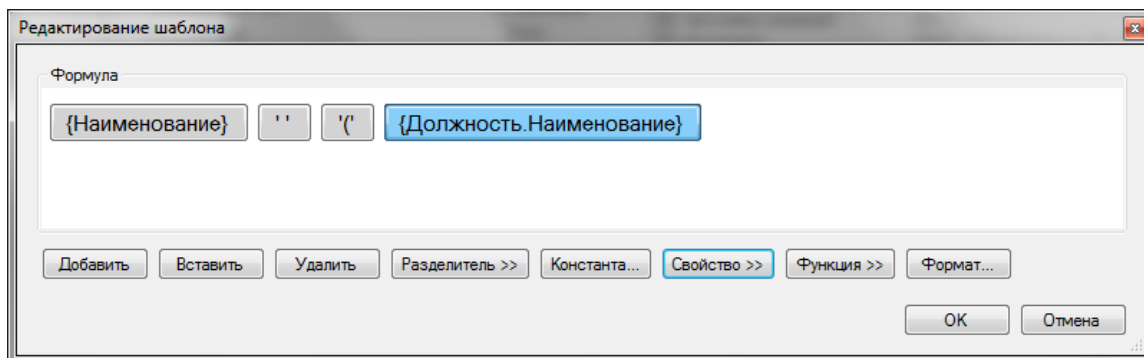 Редактирование шаблона
Формула
{Наименование} ' ' '(' {Должность.Наименование}
Добавить Вставить Удалить Разделитель >> Константа... Свойство >> Функция >> Формат...
OK Отмена